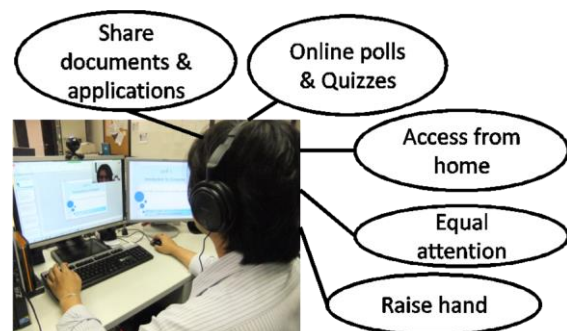 Share
documents &
applications
Online polls
& Quizzes
Access from
home
Equal
attention
Raise hand